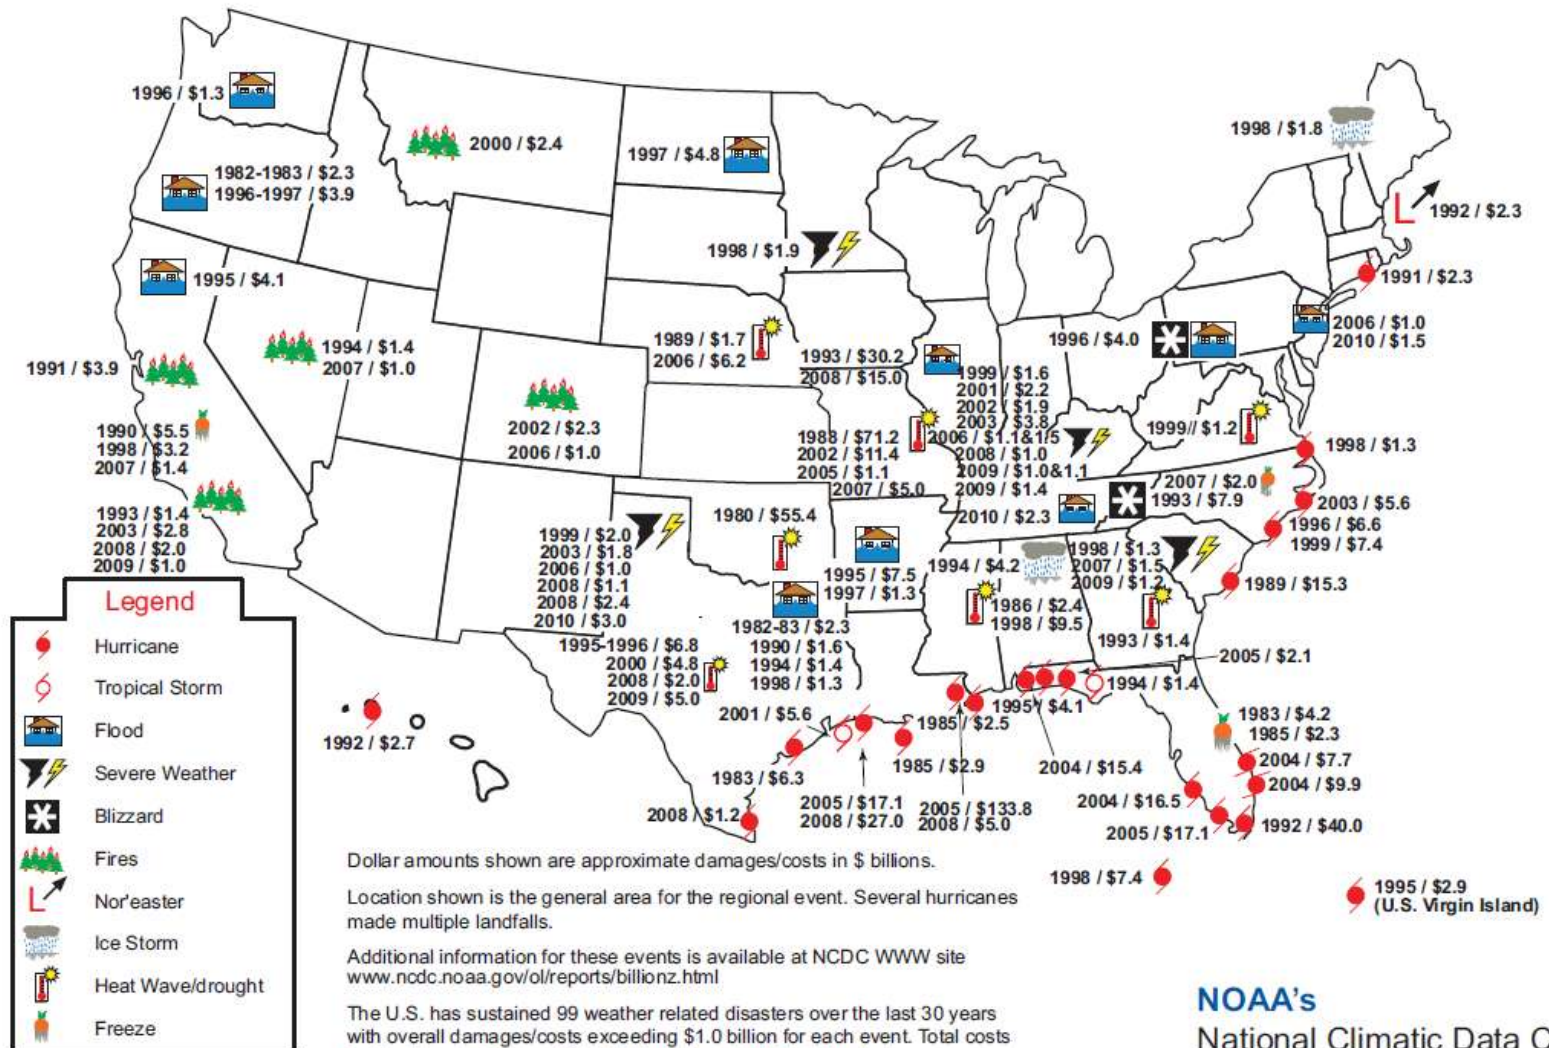 1996 / $1.3
2000 / $2.4
1997 / $4.8
1998 / $1.8
1982-1983 / $2.3
1996-1997 / $3.9
1992 / $2.3
1998 / $1.9
1995 / $4.1
1991 / $2.3
1994 / $1.4
2007 / $1.0
1989 / $1.7
2006 / $6.2
1996 / $4.0
2006 / $1.0
2010 / $1.5
1991 / $3.9
1993 / $30.2
2008 / $15.0
2002 / $2.3
2006 / $1.0
1999 / $1.6
2001 / $2.2
2002 / $1.9
2003 / $3.8
2006 / $1.1&1.5
2008 / $1.0
2009 / $1.0&1.1
2009 / $1.4
2010 / $2.3
1990 / $5.5
1998 / $3.2
2007 / $1.4
1988 / $71.2
2002 / $11.4
2005 / $1.1
2007 / $5.0
1999// $1.2
1998 / $1.3
2007 / $2.0
1993 / $7.9
2003 / $5.6
1996 / $6.6
1999 / $7.4
1993 / $1.4
2003 / $2.8
2008 / $2.0
2009 / $1.0
1999 / $2.0
2003 / $1.8
2006 / $1.0
2008 / $1.1
2008 / $2.4
2010 / $3.0
1980 / $55.4
1995 / $7.5
1997 / $1.3
1994 / $4.2
1998 / $1.3
2007 / $1.5
2009 / $1.2
1989 / $15.3
1986 / $2.4
1998 / $9.5
1993 / $1.4
1982-83 / $2.3
1990 / $1.6
1994 / $1.4
1998 / $1.3
1995-1996 / $6.8
2000 / $4.8
2008 / $2.0
2009 / $5.0
2005 / $2.1
1994 / $1.4
1995 / $4.1
2001 / $5.6
1985 / $2.5
1983 / $4.2
1985 / $2.3
1992 / $2.7
1983 / $6.3
1985 / $2.9
2004 / $15.4
2004 / $7.7
2004 / $9.9
2004 / $16.5
2008 / $1.2
2005 / $17.1
2008 / $27.0
2005 / $133.8
2008 / $5.0
2005 / $17.1
1992 / $40.0
1998 / $7.4
1995 / $2.9
(U.S. Virgin Island)
Legend
Hurricane
Tropical Storm
Flood
Severe Weather
Blizzard
Fires
L
Nor'easter
Ice Storm
Heat Wave/drought
Freeze
L
Dollar amounts shown are approximate damages/costs in $ billions.
Location shown is the general area for the regional event. Several hurricanes
made multiple landfalls.
Additional information for these events is available at NCDC WWW site
www.ncdc.noaa.gov/ol/reports/billionz.html
The U.S. has sustained 99 weather related disasters over the last 30 years
with overall damages/costs exceeding $1.0 billion for each event. Total costs
NOAA's
National Climatic Data C